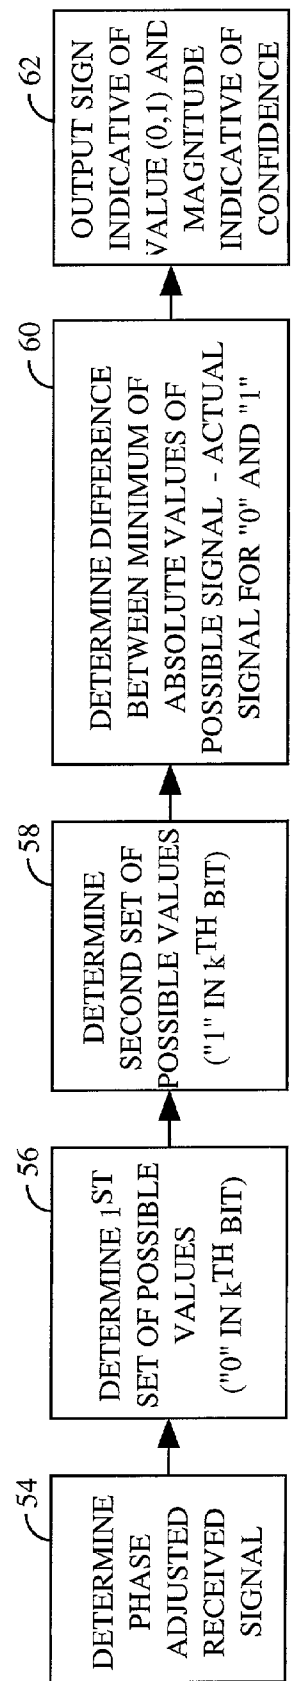 54
DETERMINE
PHASE
ADJUSTED
RECEIVED
SIGNAL
56
DETERMINE 1ST
SET OF POSSIBLE
VALUES
("0" IN kTH BIT)
58
DETERMINE
SECOND SET OF
POSSIBLE VALUES
("1" IN kTH BIT)
60
DETERMINE DIFFERENCE
BETWEEN MINIMUM OF
ABSOLUTE VALUES OF
POSSIBLE SIGNAL - ACTUAL
SIGNAL FOR "0" AND "1"
62
OUTPUT SIGN
INDICATIVE OF
VALUE (0,1) AND
MAGNITUDE
INDICATIVE OF
CONFIDENCE